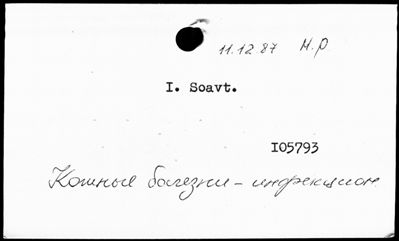 11.12.87 Н.р
I. Soavt.
I05793
Кожные болезни - инфекцион